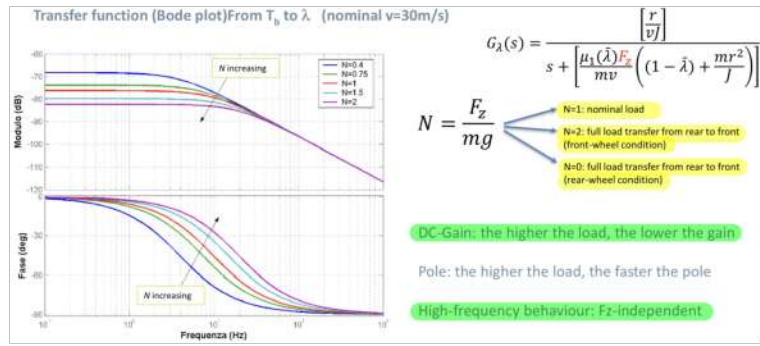 Transfer function (Bode plot)From T_b to λ (nominal v=30m/s)
-60
-70
-80
-90
-100
-110
-120
Modulo (dB)
N increasing
N=0.4
N=0.75
N=1
N=1.5
N=2
0
-30
-60
-90
Fase (deg)
N increasing
Frequenza (Hz)
G_λ(s) = [r/(vJ)] / (s + [μ₁(λ̄)F_z/(mv) ((1 − λ̄) + mr²/J)])
N = F_z/mg
N=1: nominal load
N=2: full load transfer from rear to front
(front-wheel condition)
N=0: full load transfer from rear to front
(rear-wheel condition)
DC-Gain: the higher the load, the lower the gain
Pole: the higher the load, the faster the pole
High-frequency behaviour: Fz-independent